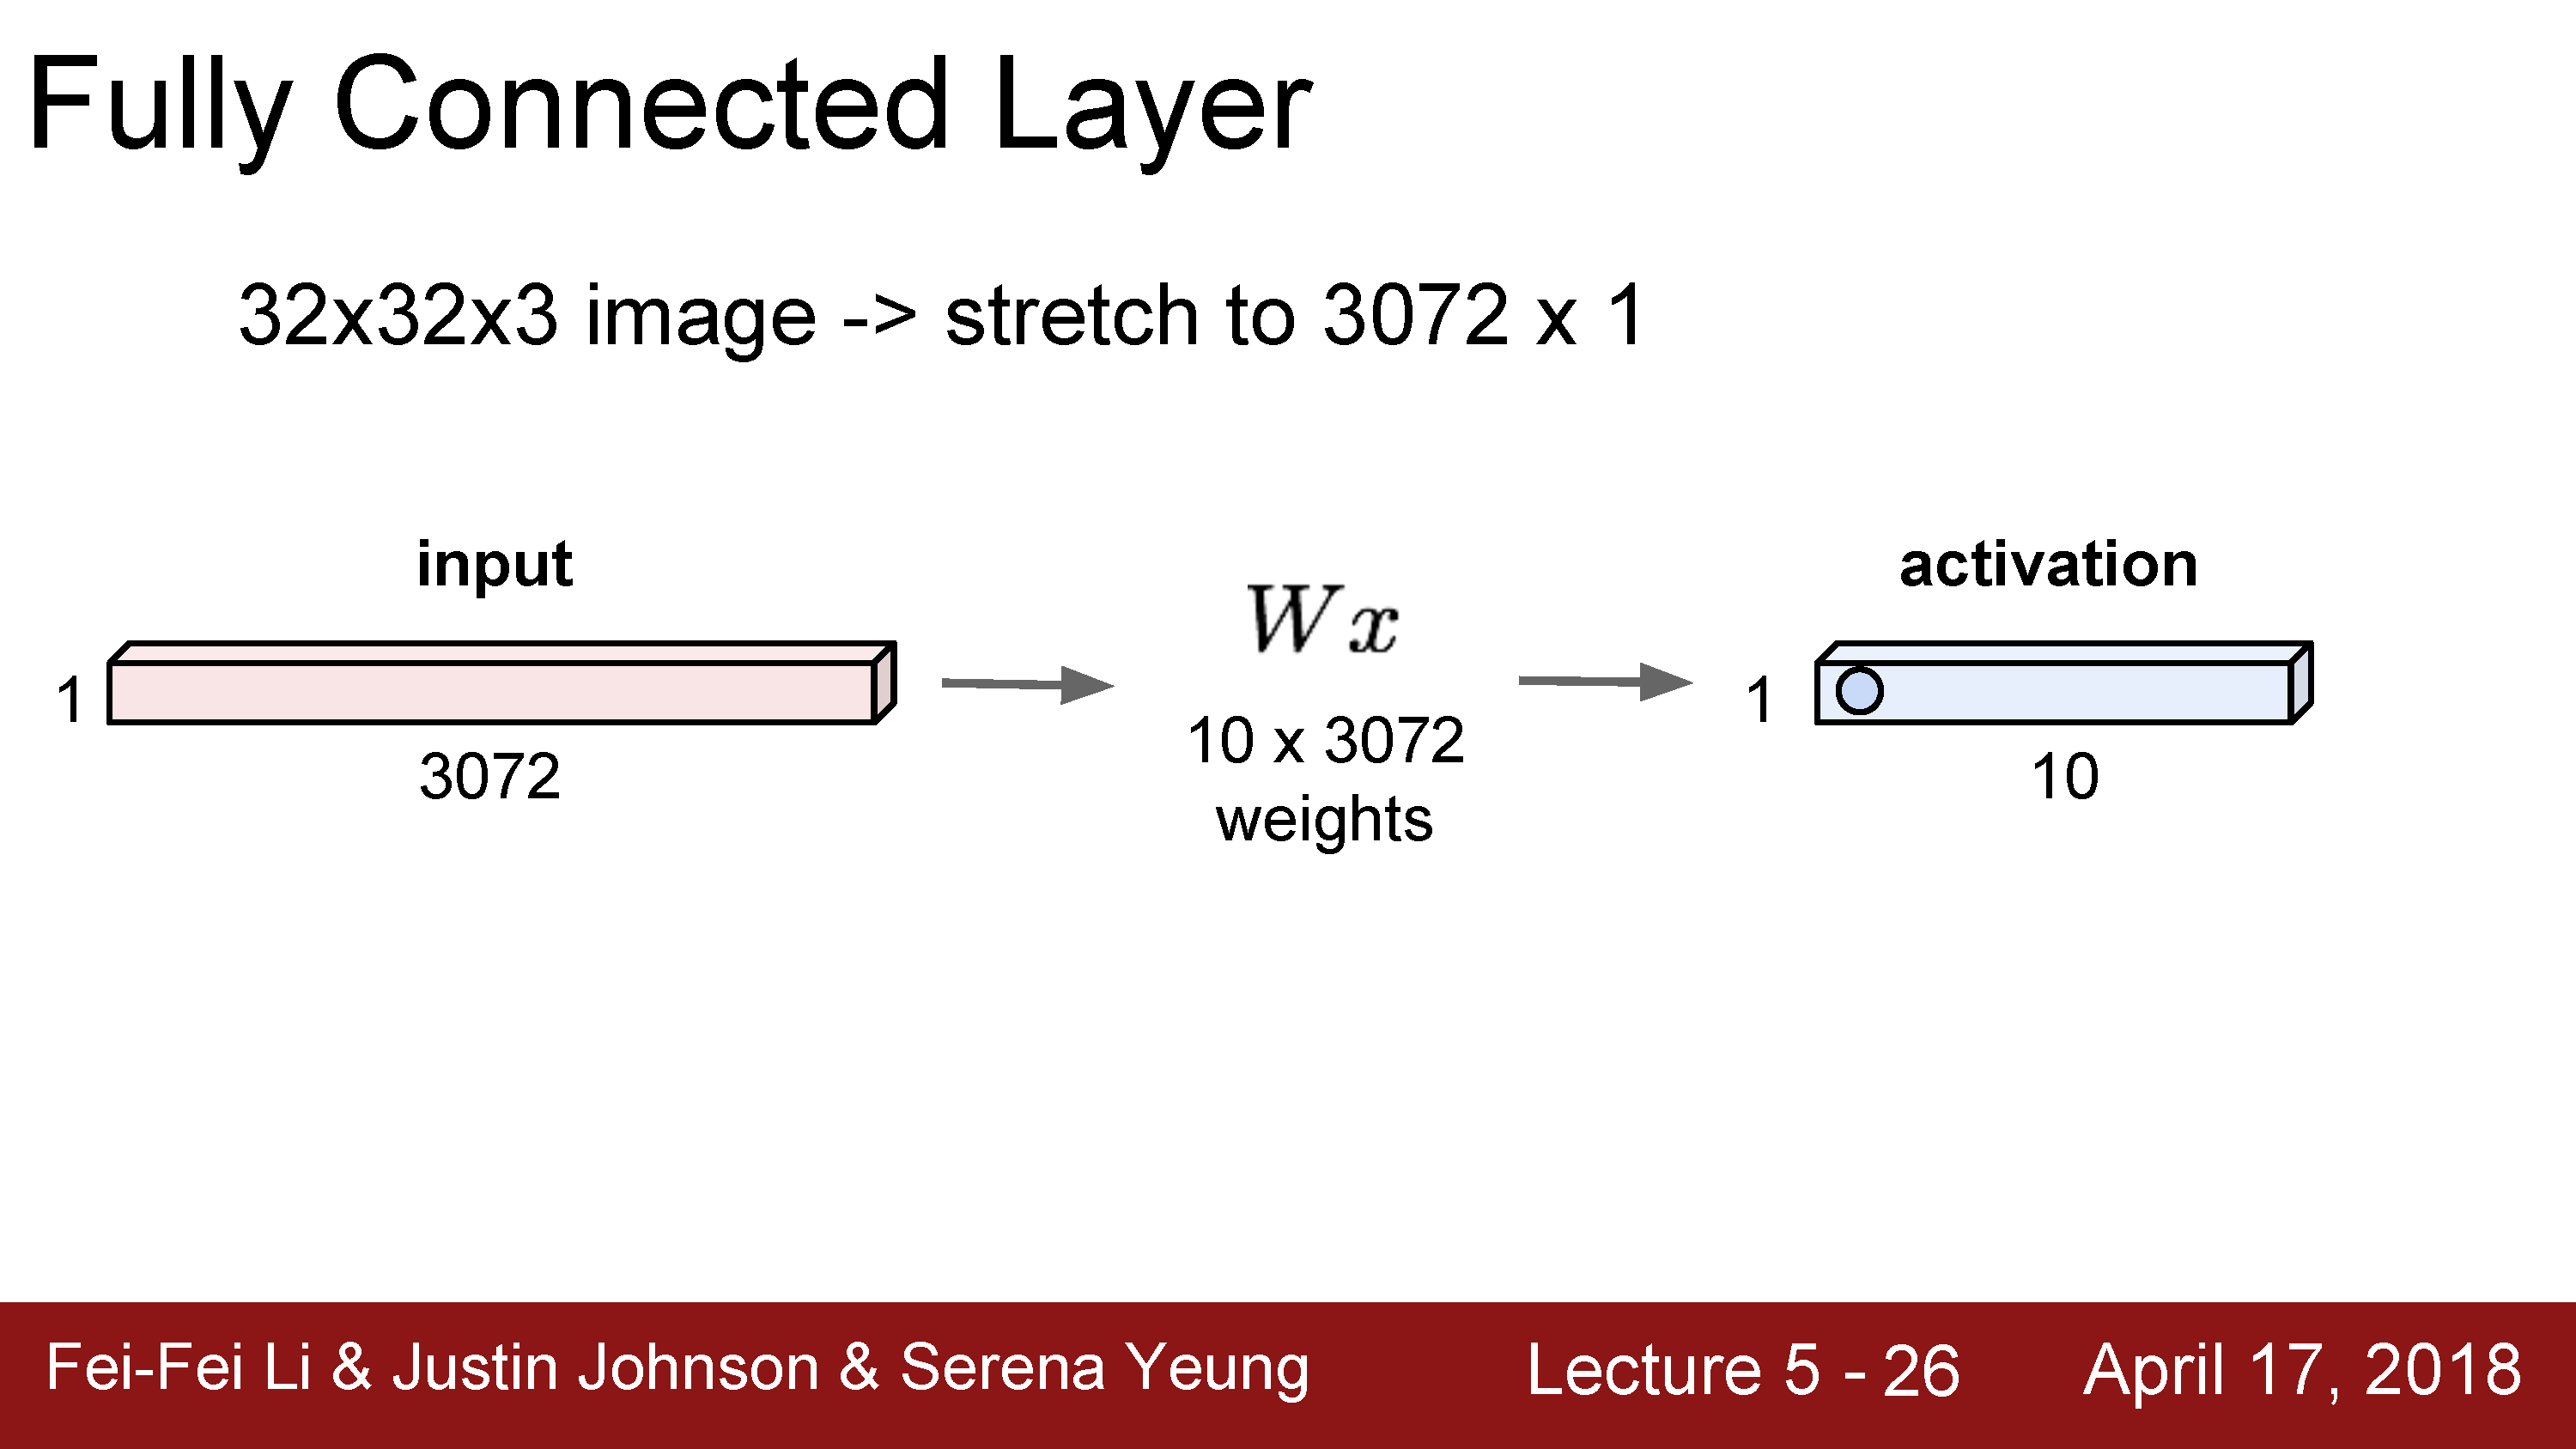 Fully Connected Layer
32x32x3 image -> stretch to 3072 x 1
input
1
3072
Wx
10 x 3072
weights
activation
1
10
Fei-Fei Li & Justin Johnson & Serena Yeung
Lecture 5 - 26
April 17, 2018